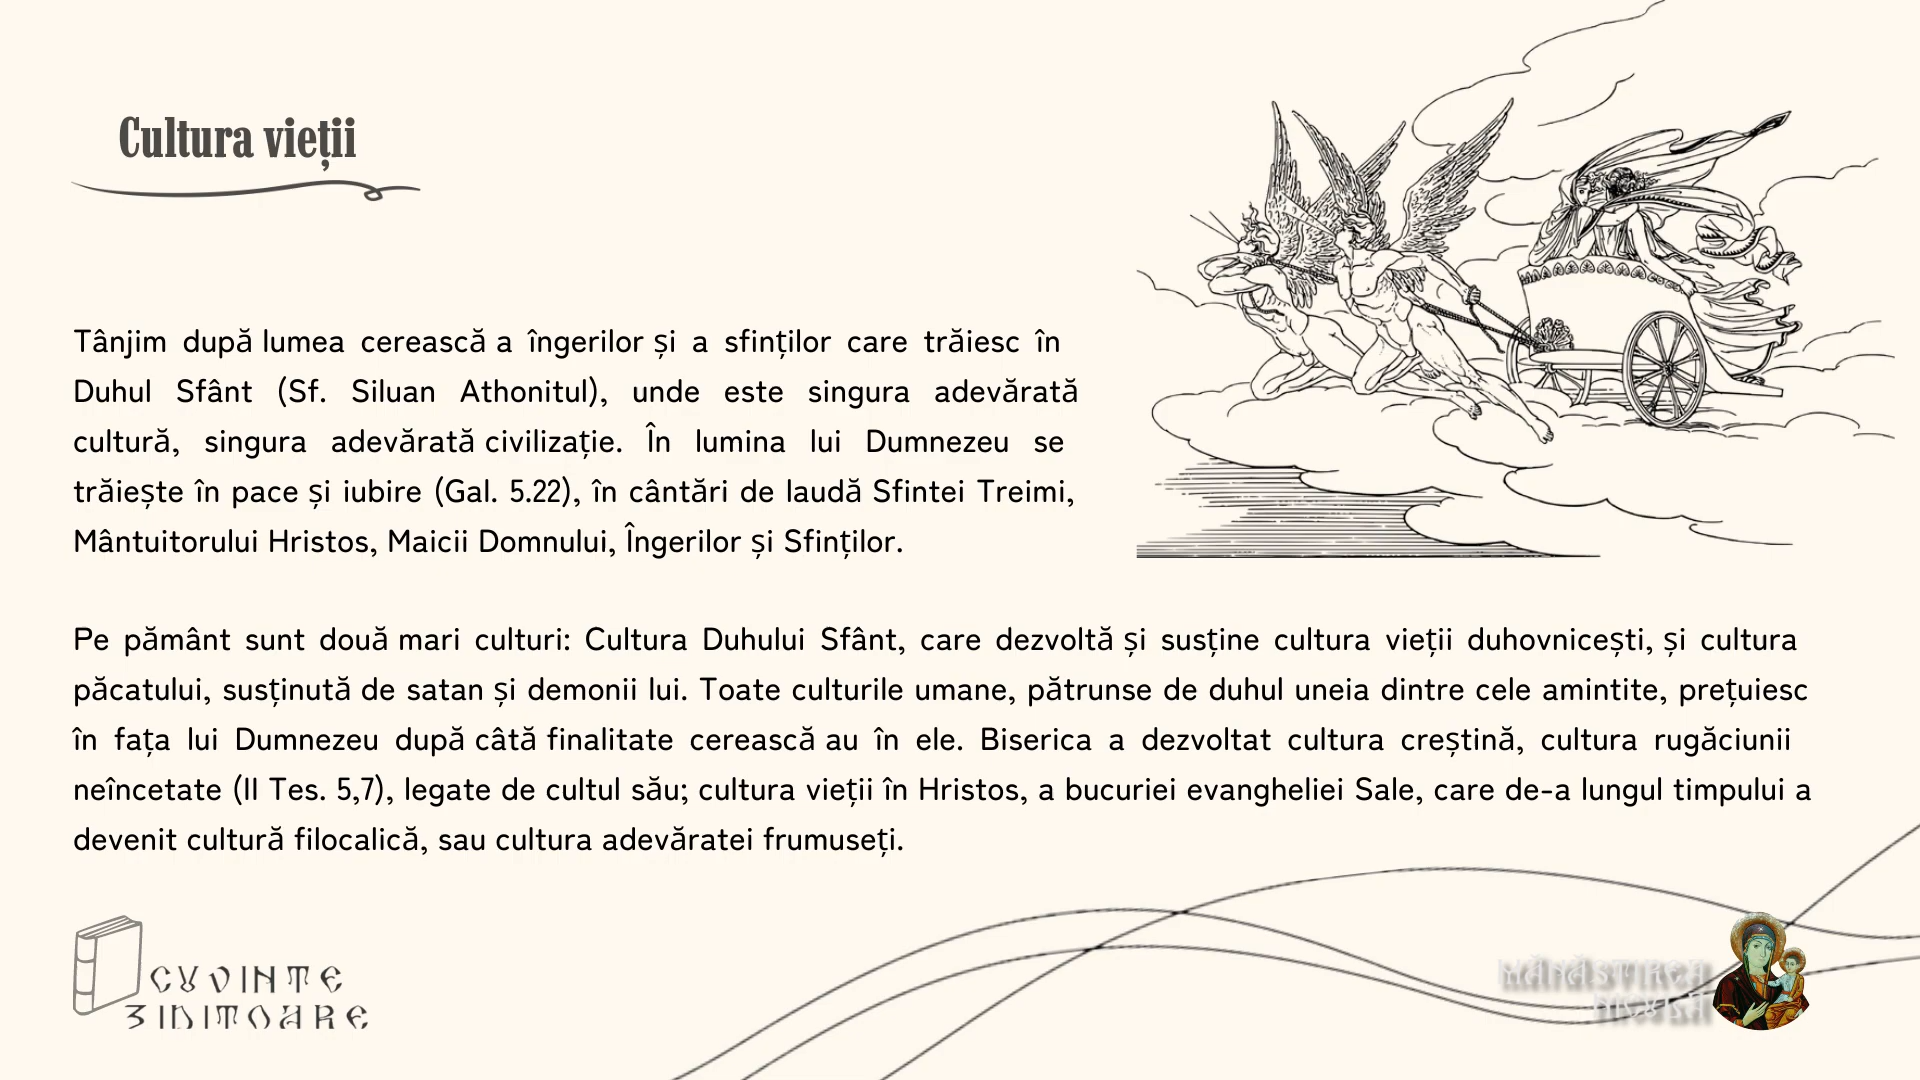 Cultura vieții
Tânjim după lumea cerească a îngerilor și a sfinților care trăiesc în
Duhul Sfânt (Sf. Siluan Athonitul), unde este singura adevărată
cultură, singura adevărată civilizație. În lumina lui Dumnezeu se
trăiește în pace și iubire (Gal. 5.22), în cântări de laudă Sfintei Treimi,
Mântuitorului Hristos, Maicii Domnului, Îngerilor și Sfinților.
Pe pământ sunt două mari culturi: Cultura Duhului Sfânt, care dezvoltă și susține cultura vieții duhovnicești, și cultura
păcatului, susținută de satan și demonii lui. Toate culturile umane, pătrunse de duhul uneia dintre cele amintite, prețuiesc
în fața lui Dumnezeu după câtă finalitate cerească au în ele. Biserica a dezvoltat cultura creștină, cultura rugăciunii
neîncetate (II Tes. 5,7), legate de cultul său; cultura vieții în Hristos, a bucuriei evangheliei Sale, care de-a lungul timpului a
devenit cultură filocalică, sau cultura adevăratei frumuseți.
CUVINTE
ZIDITOARE
MĂNĂSTIREA
NICULA